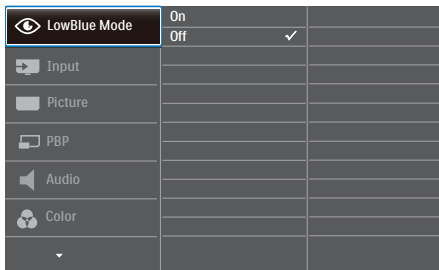 LowBlue Mode
On
Off
Input
Picture
PBP
Audio
Color